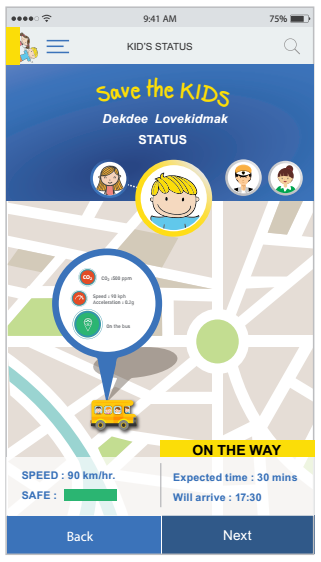 9:41 AM
75%
KID'S STATUS
Save the KIDS
Dekdee Lovekidmak
STATUS
CO₂
CO₂ :800 ppm
Speed : 90 kph
Acceleration : 0.2g
On the bus
ON THE WAY
SPEED : 90 km/hr.
SAFE :
Expected time : 30 mins
Will arrive : 17:30
Back
Next